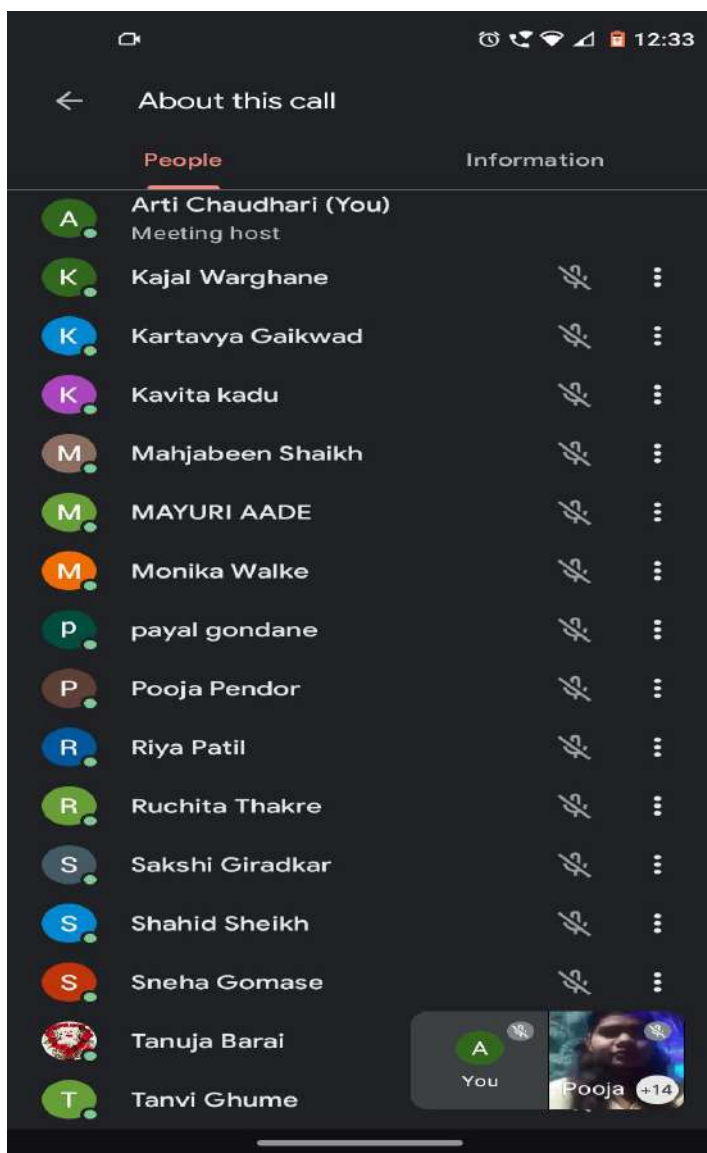 12:33
About this call
People Information
A Arti Chaudhari (You)
Meeting host
K Kajal Warghane
K Kartavya Gaikwad
K Kavita kadu
M Mahjabeen Shaikh
M MAYURI AADE
M Monika Walke
p payal gondane
P Pooja Pendor
R Riya Patil
R Ruchita Thakre
S Sakshi Giradkar
S Shahid Sheikh
S Sneha Gomase
Tanuja Barai
A
You
Pooja +14
T Tanvi Ghume